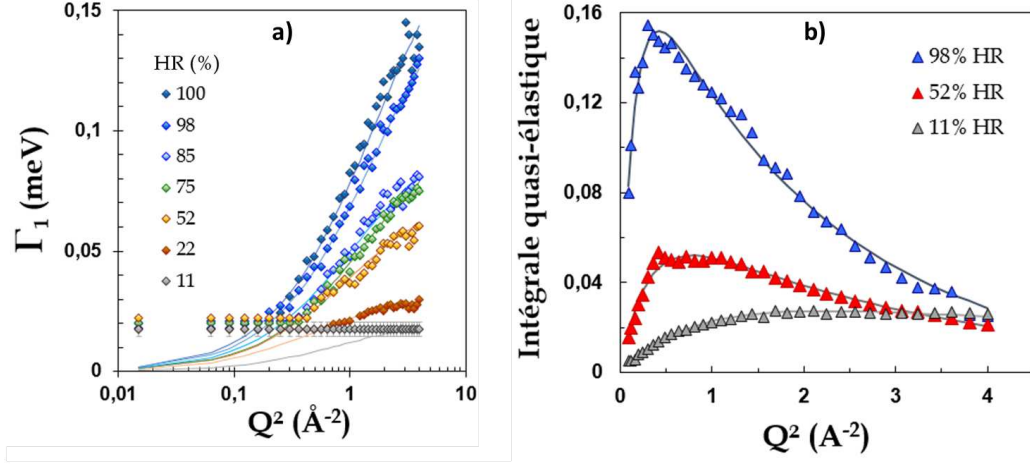 a)
Γ₁ (meV)
0,15
0,1
0,05
0
HR (%)
100
98
85
75
52
22
11
0,01 0,1 1 10
Q² (Å⁻²)
b)
Intégrale quasi-élastique
0,16
0,12
0,08
0,04
0
98% HR
52% HR
11% HR
0 1 2 3 4
Q² (A⁻²)